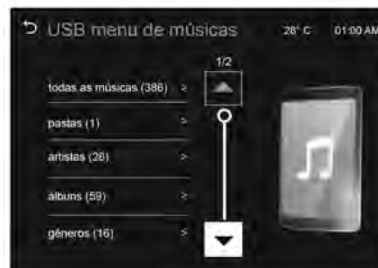 USB menu de músicas 28° C 01:00 AM
1/2
todas as músicas (386) >
pastas (1) >
artistas (26) >
álbuns (59) >
gêneros (16) >